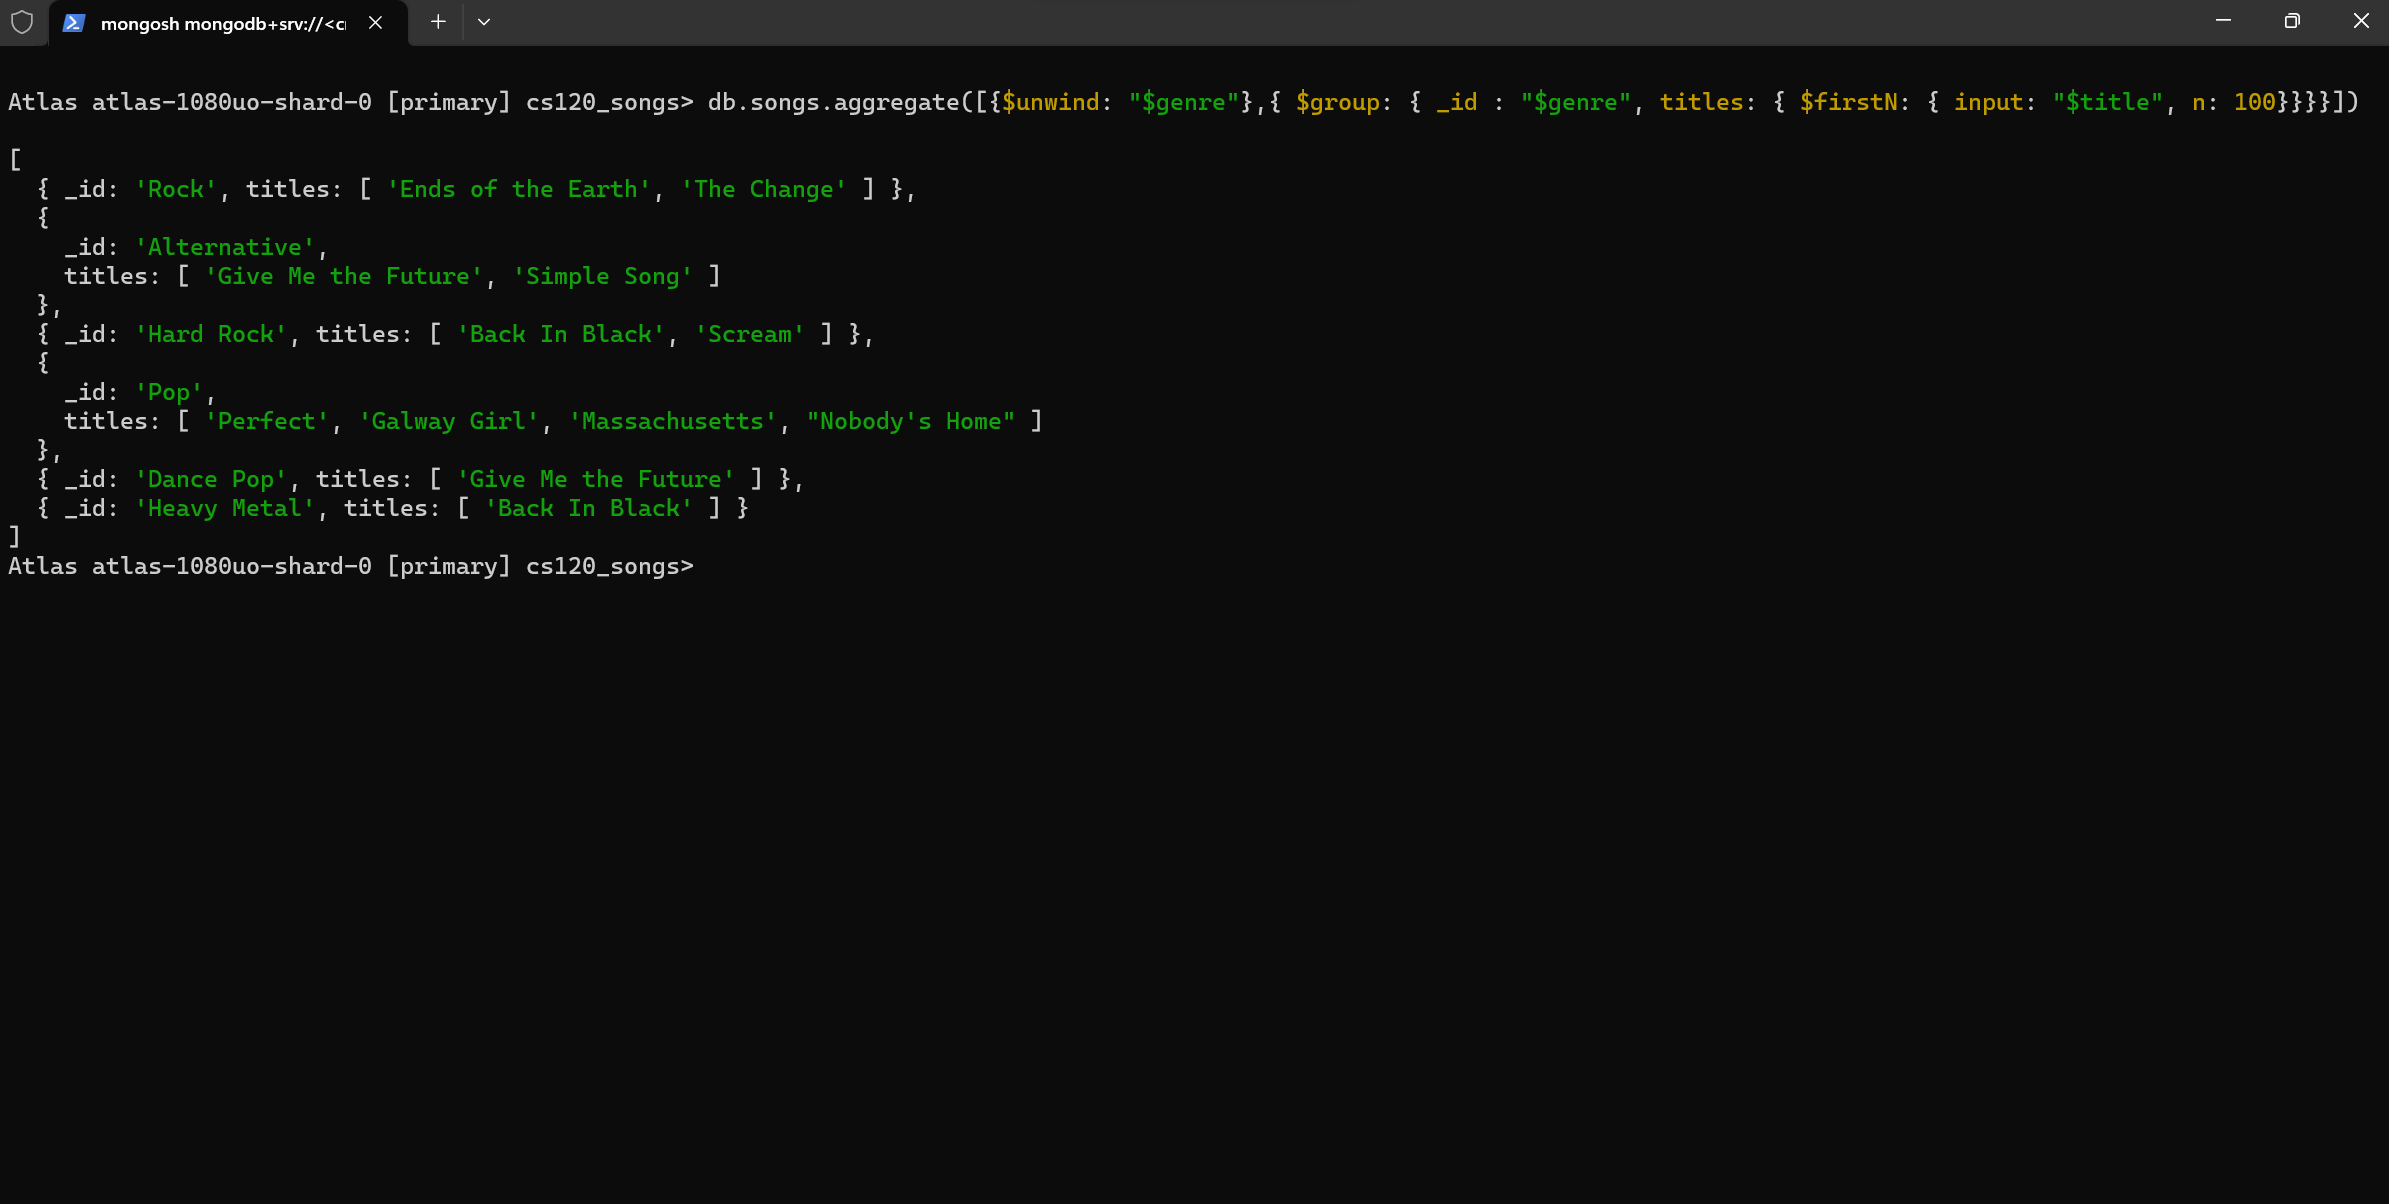 mongosh mongodb+srv://<c
Atlas atlas-1080uo-shard-0 [primary] cs120_songs> db.songs.aggregate([{$unwind: "$genre"},{ $group: { _id : "$genre", titles: { $firstN: { input: "$title", n: 100}}}}])
[
  { _id: 'Rock', titles: [ 'Ends of the Earth', 'The Change' ] },
  {
    _id: 'Alternative',
    titles: [ 'Give Me the Future', 'Simple Song' ]
  },
  { _id: 'Hard Rock', titles: [ 'Back In Black', 'Scream' ] },
  {
    _id: 'Pop',
    titles: [ 'Perfect', 'Galway Girl', 'Massachusetts', "Nobody's Home" ]
  },
  { _id: 'Dance Pop', titles: [ 'Give Me the Future' ] },
  { _id: 'Heavy Metal', titles: [ 'Back In Black' ] }
]
Atlas atlas-1080uo-shard-0 [primary] cs120_songs>